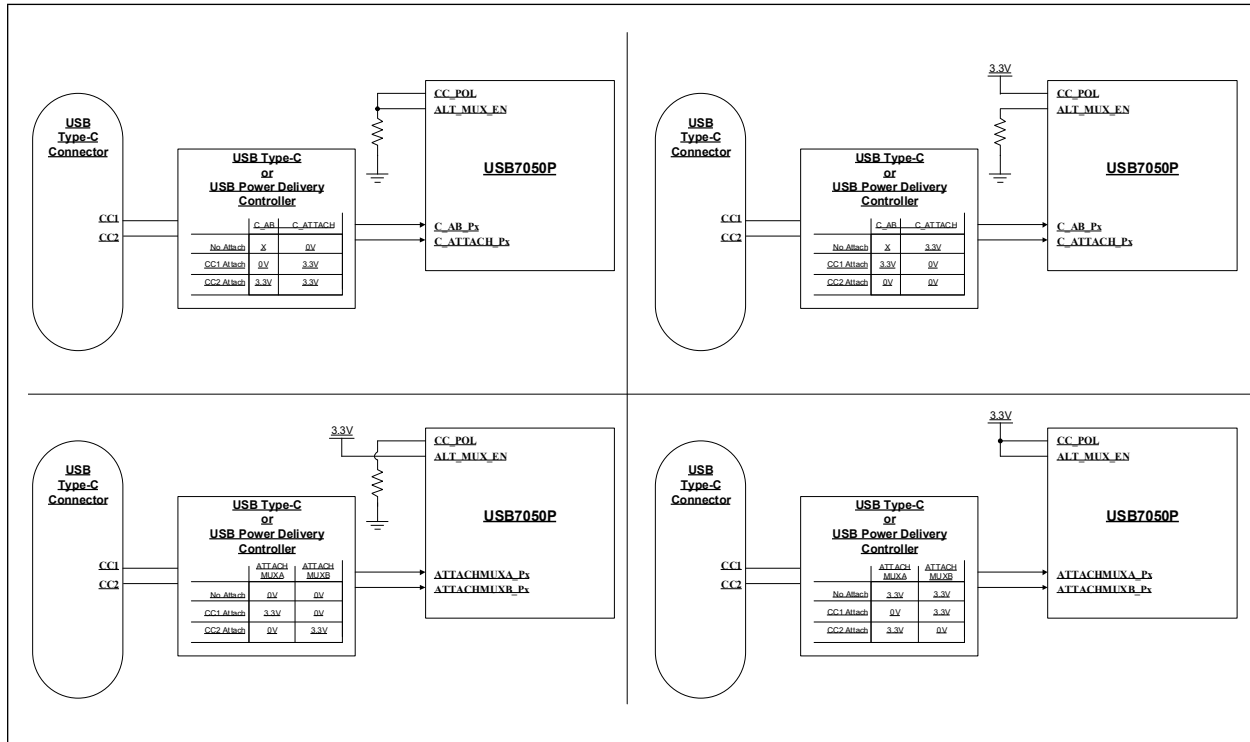 CC_POL
ALT_MUX_EN
USB
Type-C
Connector
USB Type-C
or
USB Power Delivery
Controller
USB7050P
C_AB C_ATTACH
CC1
CC2
No Attach X 0V
CC1 Attach 0V 3.3V
CC2 Attach 3.3V 3.3V
C_AB_Px
C_ATTACH_Px
3.3V
CC_POL
ALT_MUX_EN
USB
Type-C
Connector
USB Type-C
or
USB Power Delivery
Controller
USB7050P
C_AB C_ATTACH
CC1
CC2
No Attach X 3.3V
CC1 Attach 3.3V 0V
CC2 Attach 0V 0V
C_AB_Px
C_ATTACH_Px
3.3V
CC_POL
ALT_MUX_EN
USB
Type-C
Connector
USB Type-C
or
USB Power Delivery
Controller
USB7050P
ATTACH ATTACH
MUXA MUXB
CC1
CC2
No Attach 0V 0V
CC1 Attach 3.3V 0V
CC2 Attach 0V 3.3V
ATTACHMUXA_Px
ATTACHMUXB_Px
3.3V
CC_POL
ALT_MUX_EN
USB
Type-C
Connector
USB Type-C
or
USB Power Delivery
Controller
USB7050P
ATTACH ATTACH
MUXA MUXB
CC1
CC2
No Attach 3.3V 3.3V
CC1 Attach 0V 3.3V
CC2 Attach 3.3V 0V
ATTACHMUXA_Px
ATTACHMUXB_Px